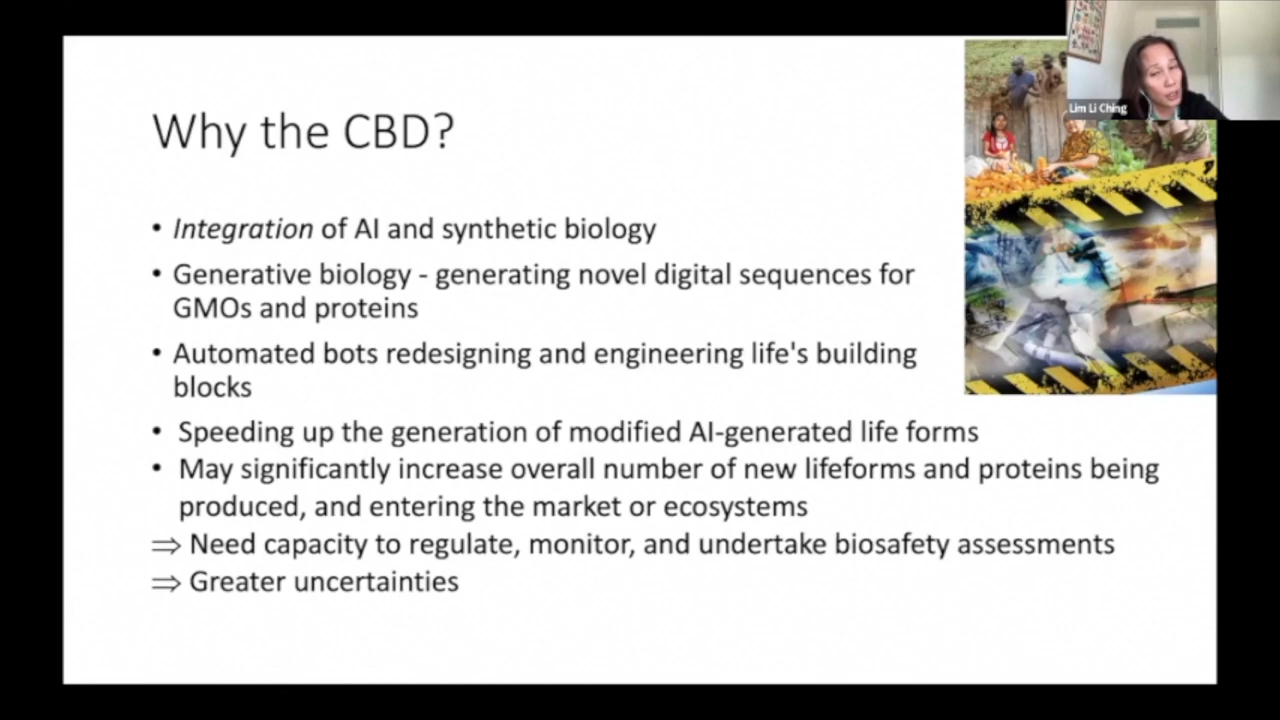 Lim Li Ching
Why the CBD?
• Integration of AI and synthetic biology
• Generative biology - generating novel digital sequences for
GMOs and proteins
• Automated bots redesigning and engineering life's building
blocks
• Speeding up the generation of modified AI-generated life forms
• May significantly increase overall number of new lifeforms and proteins being
produced, and entering the market or ecosystems
⇒ Need capacity to regulate, monitor, and undertake biosafety assessments
⇒ Greater uncertainties